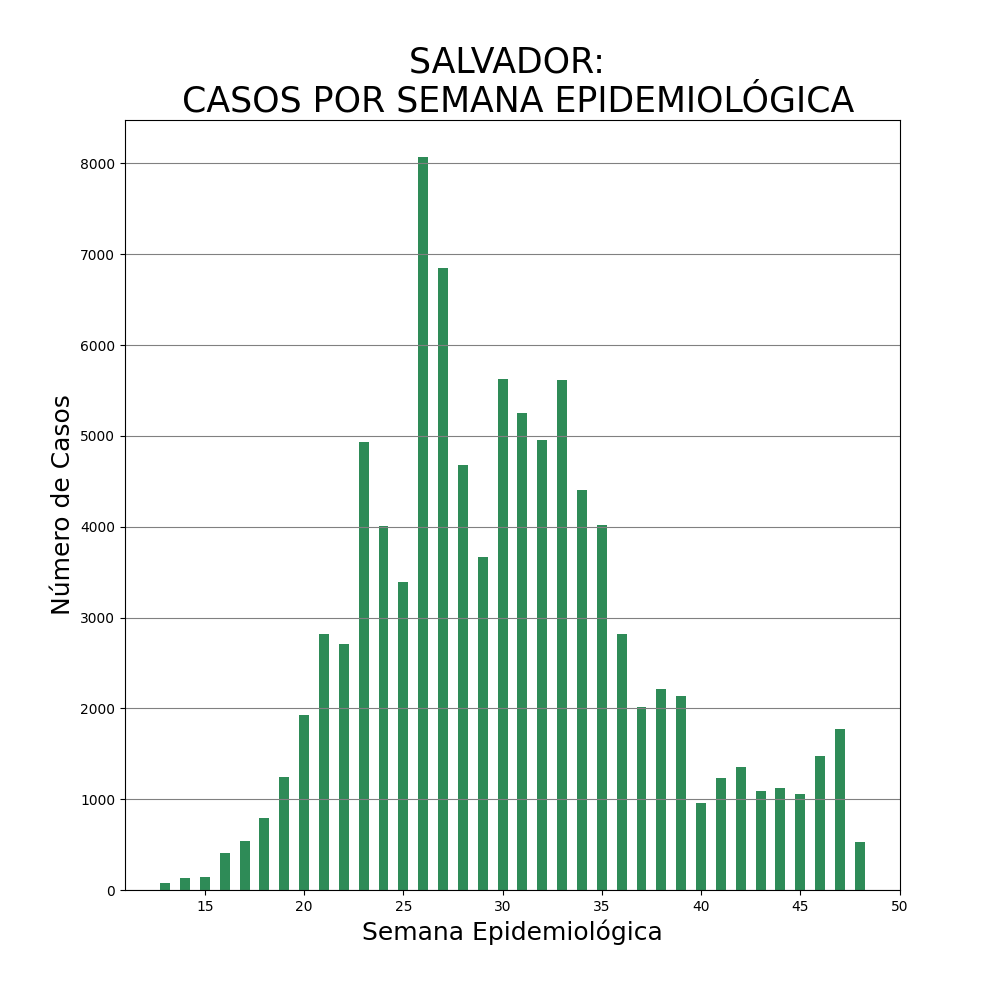 SALVADOR:
CASOS POR SEMANA EPIDEMIOLÓGICA
8000
7000
6000
5000
4000
3000
2000
1000
0
Número de Casos
15 20 25 30 35 40 45 50
Semana Epidemiológica